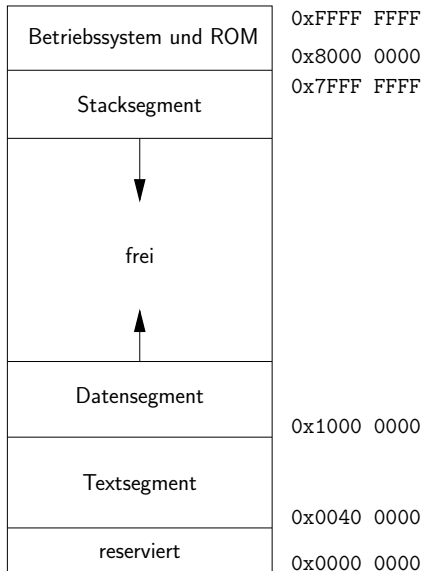 0xFFFF FFFF
Betriebssystem und ROM
0x8000 0000
0x7FFF FFFF
Stacksegment
frei
Datensegment
0x1000 0000
Textsegment
0x0040 0000
reserviert
0x0000 0000